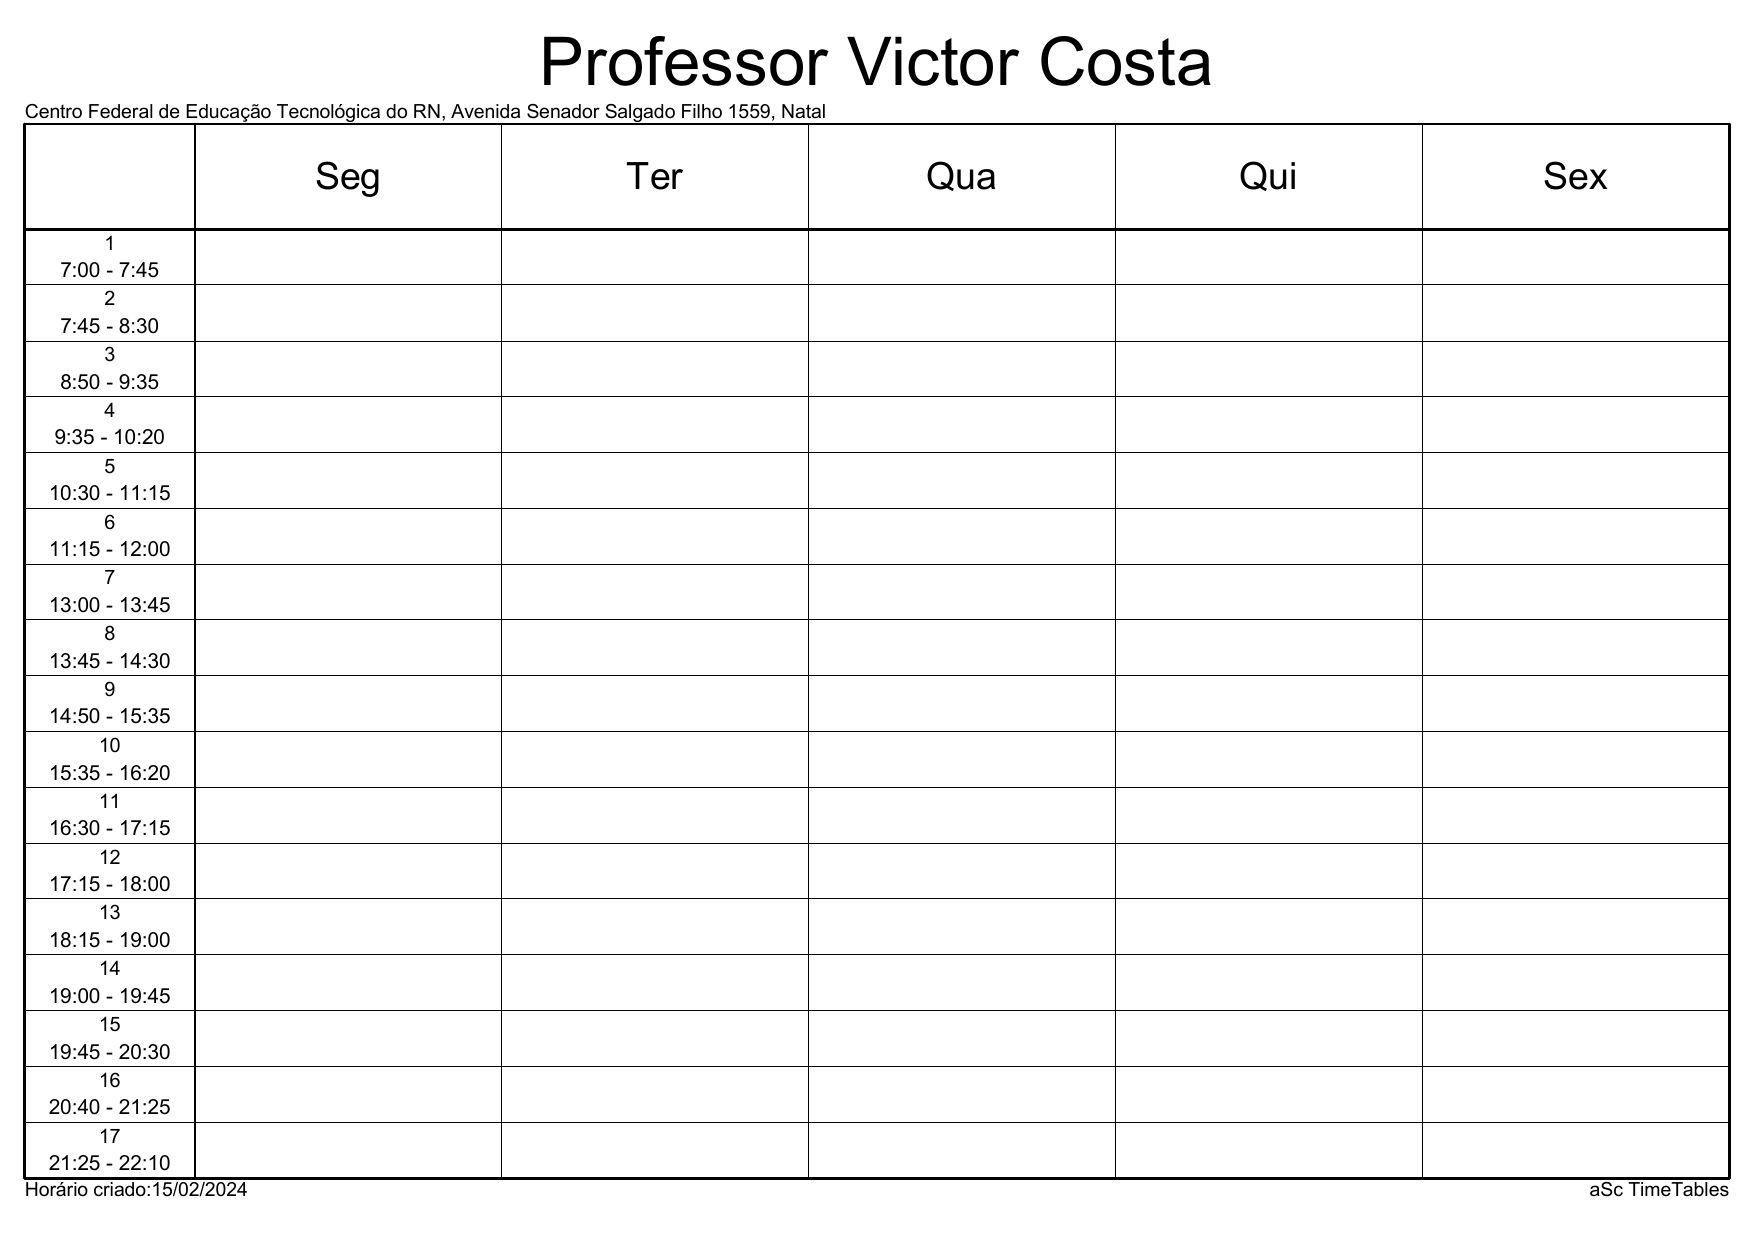 Professor Victor Costa
Centro Federal de Educação Tecnológica do RN, Avenida Senador Salgado Filho 1559, Natal
Seg Ter Qua Qui Sex
1
7:00 - 7:45
2
7:45 - 8:30
3
8:50 - 9:35
4
9:35 - 10:20
5
10:30 - 11:15
6
11:15 - 12:00
7
13:00 - 13:45
8
13:45 - 14:30
9
14:50 - 15:35
10
15:35 - 16:20
11
16:30 - 17:15
12
17:15 - 18:00
13
18:15 - 19:00
14
19:00 - 19:45
15
19:45 - 20:30
16
20:40 - 21:25
17
21:25 - 22:10
Horário criado:15/02/2024 aSc TimeTables